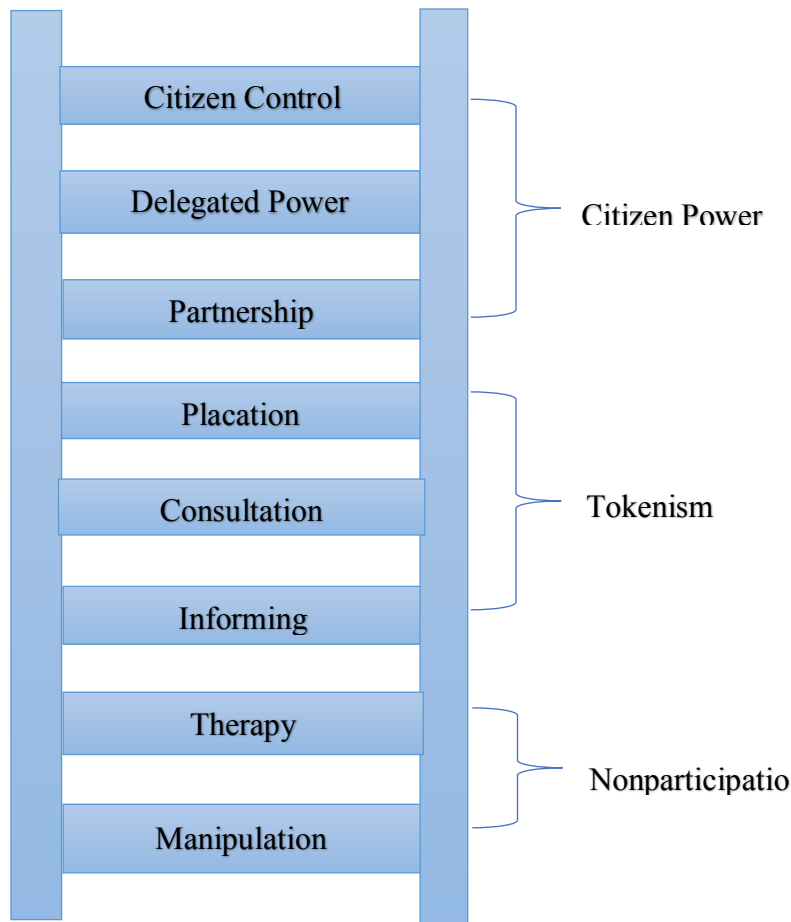 Citizen Control
Delegated Power
Citizen Power
Partnership
Placation
Consultation
Tokenism
Informing
Therapy
Nonparticipatio
Manipulation